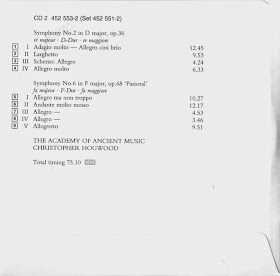 CD 2 452 553-2 (Set 452 551-2)
Symphony No.2 in D major, op.36
ré majeur · D-Dur · re maggiore
1 I Adagio molto — Allegro con brio 12.45
2 II Larghetto 9.53
3 III Scherzo: Allegro 4.24
4 IV Allegro molto 6.33
Symphony No.6 in F major, op.68 ‘Pastoral’
fa majeur · F-Dur · fa maggiore
5 I Allegro ma non troppo 10.27
6 II Andante molto mosso 12.17
7 III Allegro — 4.53
8 IV Allegro — 3.46
9 V Allegretto 9.51
THE ACADEMY OF ANCIENT MUSIC
CHRISTOPHER HOGWOOD
Total timing 75.10